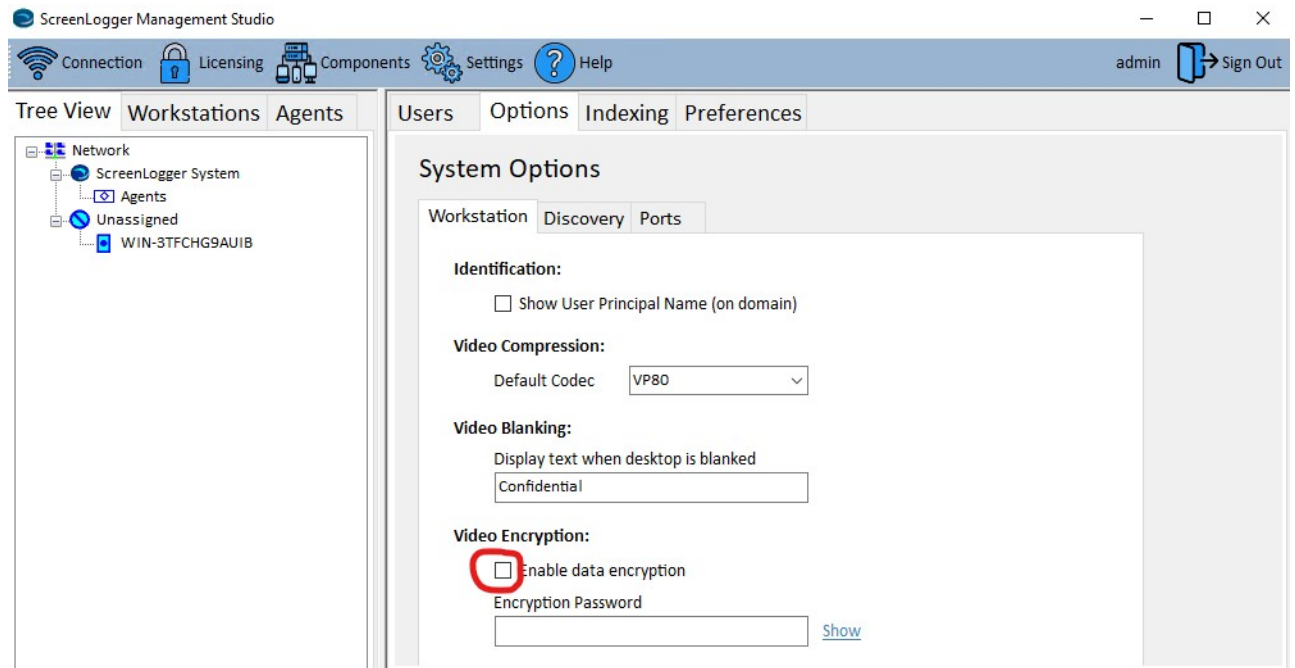 ScreenLogger Management Studio
Connection Licensing Components Settings ? Help admin Sign Out
Tree View Workstations Agents
Users Options Indexing Preferences
Network
ScreenLogger System
Agents
Unassigned
WIN-3TFCHG9AUIB
System Options
Workstation Discovery Ports
Identification:
Show User Principal Name (on domain)
Video Compression:
Default Codec VP80
Video Blanking:
Display text when desktop is blanked
Confidential
Video Encryption:
Enable data encryption
Encryption Password
Show